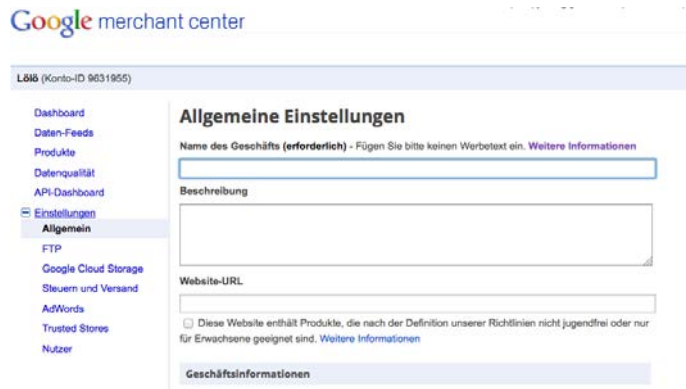 Google merchant center
Lölö (Konto-ID 9631955)
Dashboard
Daten-Feeds
Produkte
Datenqualität
API-Dashboard
Einstellungen
Allgemein
FTP
Google Cloud Storage
Steuern und Versand
AdWords
Trusted Stores
Nutzer
Allgemeine Einstellungen
Name des Geschäfts (erforderlich) - Fügen Sie bitte keinen Werbetext ein. Weitere Informationen
Beschreibung
Website-URL
Diese Website enthält Produkte, die nach der Definition unserer Richtlinien nicht jugendfrei oder nur
für Erwachsene geeignet sind. Weitere Informationen
Geschäftsinformationen